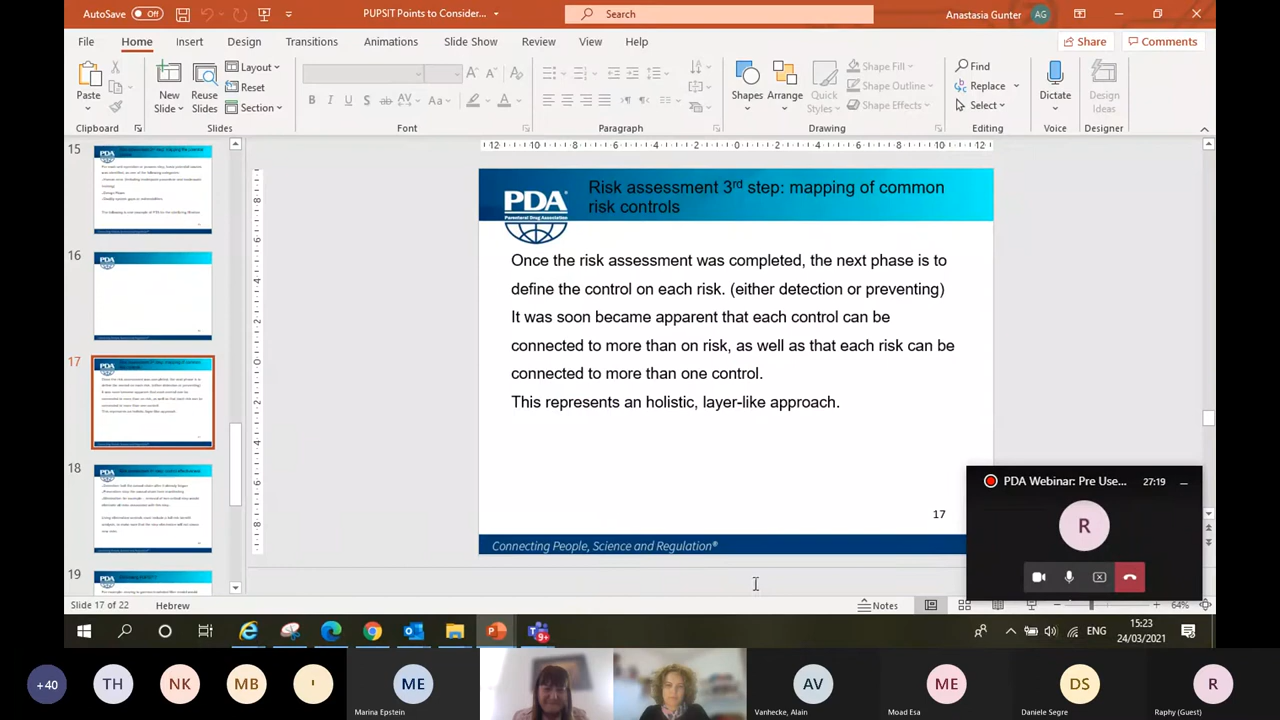 AutoSave Off
PUPSIT Points to Consider...
Search
Anastasia Gunter AG
File Home Insert Design Transitions Animations Slide Show Review View Help
Share Comments
Paste
New Slide
Reuse Slides
Layout
Reset
Section
Shapes
Arrange
Quick Styles
Shape Fill
Shape Outline
Shape Effects
Find
Replace
Select
Dictate
Design Ideas
Clipboard Slides Font Paragraph Drawing Editing Voice Designer
15
16
17
18
19
PDA
Parenteral Drug Association
Risk assessment 3rd step: mapping of common
risk controls
Once the risk assessment was completed, the next phase is to
define the control on each risk. (either detection or preventing)
It was soon became apparent that each control can be
connected to more than on risk, as well as that each risk can be
connected to more than one control.
This represents an holistic, layer-like approach.
17
Connecting People, Science and Regulation®
PDA Webinar: Pre Use... 27:19
R
Slide 17 of 22 Hebrew
Notes
64%
ENG
15:23
24/03/2021
9+
+40 TH NK MB ME AV ME DS R
Marina Epstein
Vanhecke, Alain
Moad Esa
Daniele Segre
Raphy (Guest)